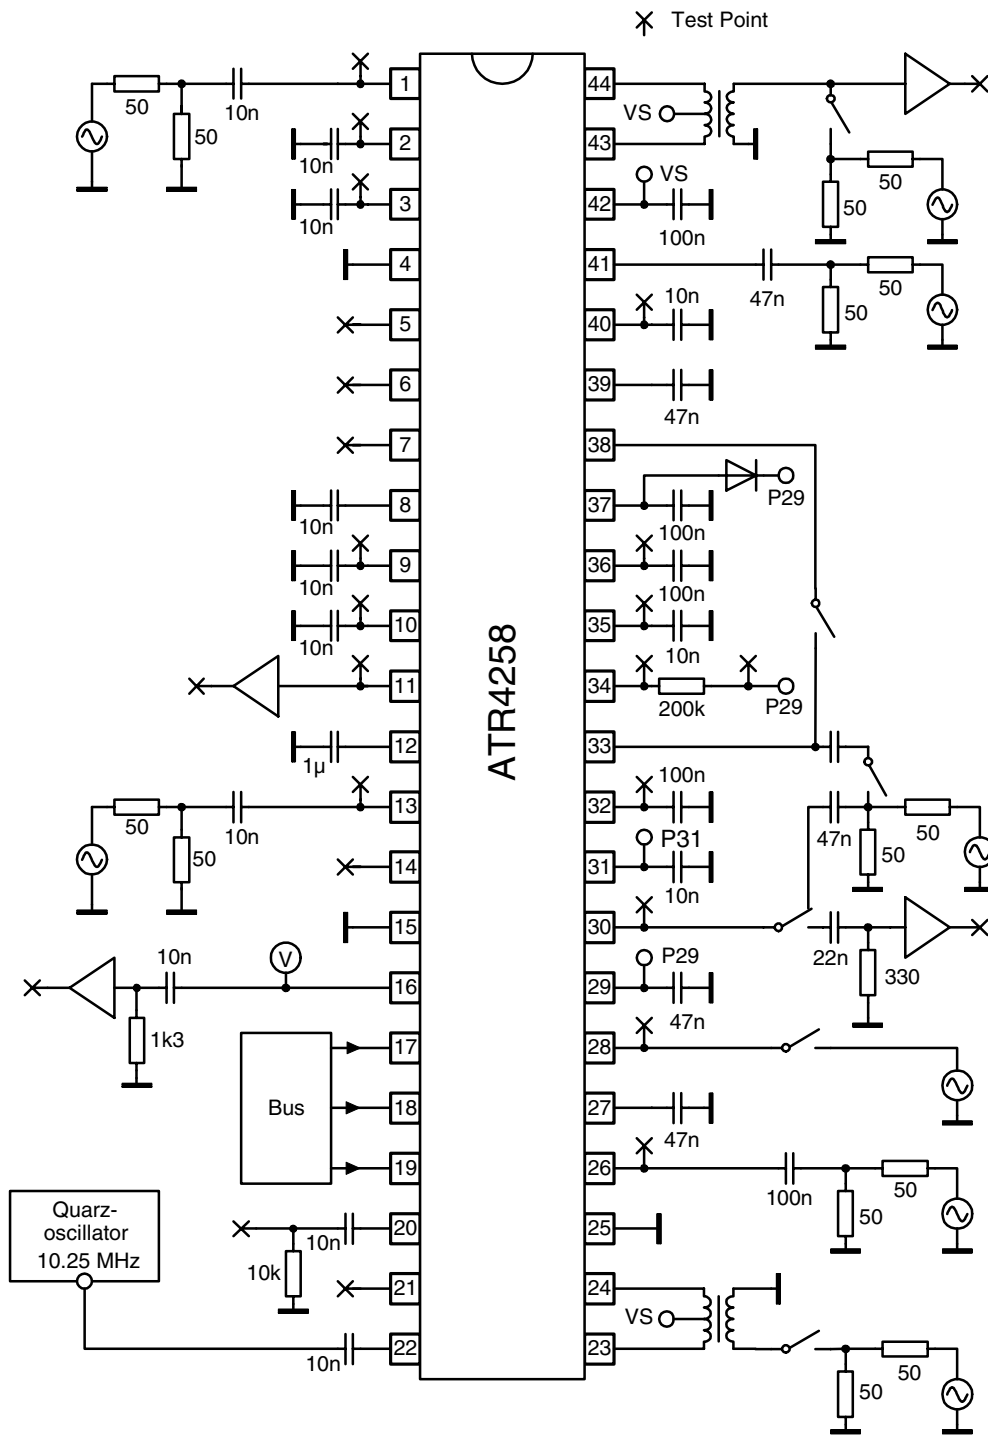 Test Point
50
10n
50
1
44
VS
43
50
50
10n
2
10n
3
VS
42
100n
4
41
47n
50
50
5
10n
40
6
39
47n
7
38
8
10n
37
100n
P29
9
10n
36
100n
10
10n
35
10n
11
34
200k
P29
ATR4258
12
1µ
33
13
50
10n
50
100n
32
47n
50
50
14
P31
31
10n
15
30
22n
330
10n
V
16
1k3
P29
29
47n
Bus
17
18
19
28
27
47n
26
100n
50
50
Quarz-
oscillator
10.25 MHz
20
10n
10k
25
21
24
VS
23
50
50
22
10n